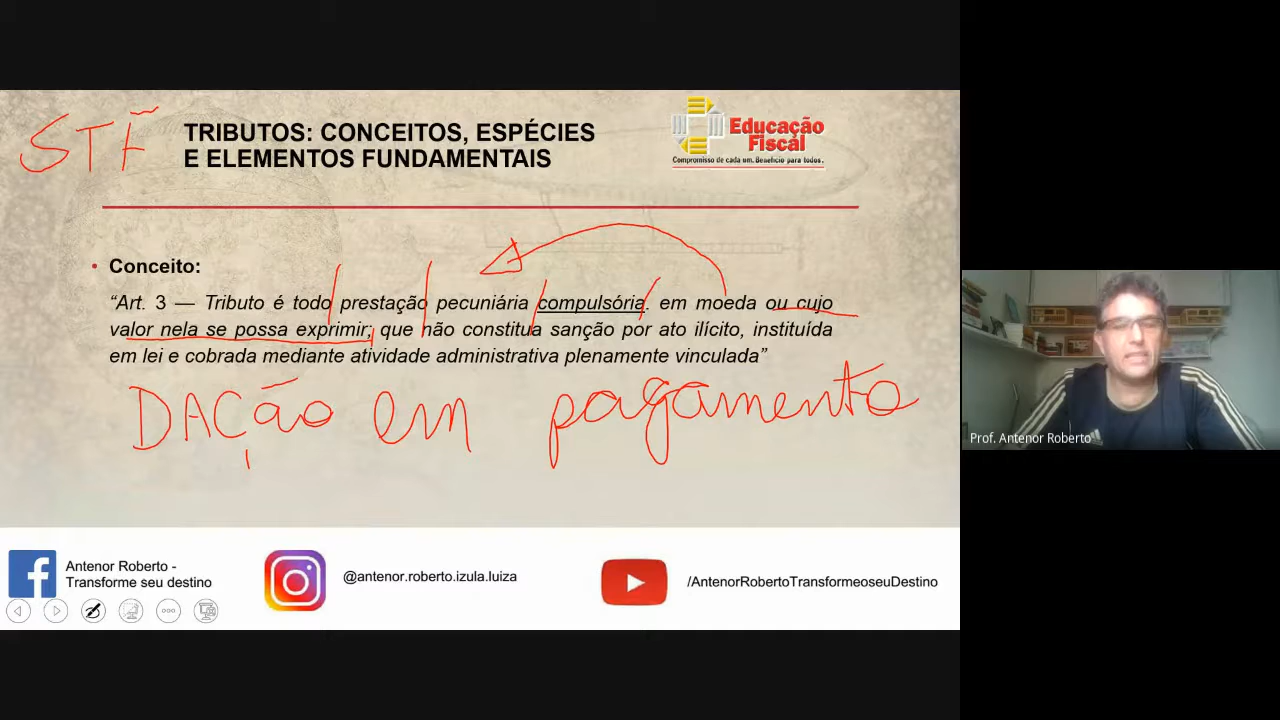 STF
TRIBUTOS: CONCEITOS, ESPÉCIES
E ELEMENTOS FUNDAMENTAIS
Educação
Fiscal
Compromisso de cada um. Benefício para todos.
• Conceito:
“Art. 3 — Tributo é todo prestação pecuniária compulsória. em moeda ou cujo
valor nela se possa exprimir; que não constitua sanção por ato ilícito, instituída
em lei e cobrada mediante atividade administrativa plenamente vinculada”
DAção em pagamento
Antenor Roberto -
Transforme seu destino
@antenor.roberto.izula.luiza
/AntenorRobertoTransformeoseuDestino
Prof. Antenor Roberto